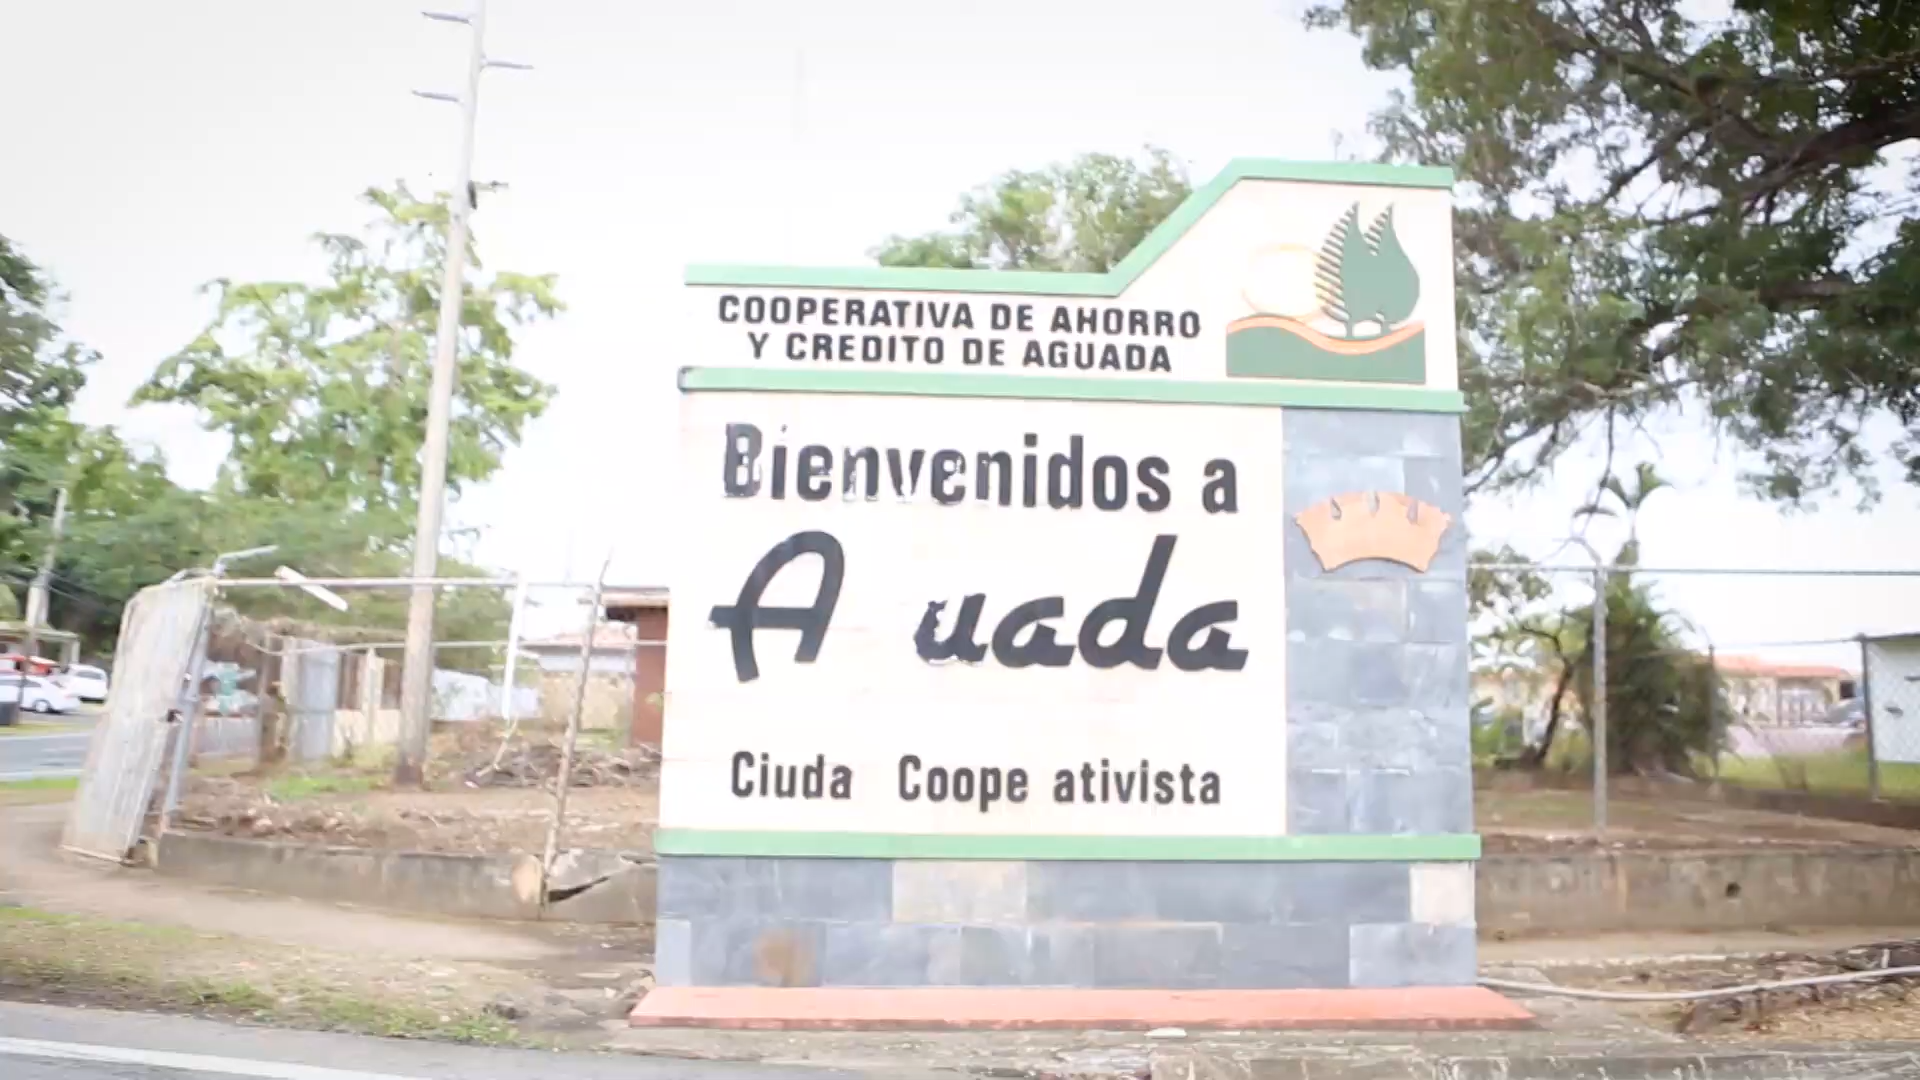 COOPERATIVA DE AHORRO
Y CREDITO DE AGUADA
Bienvenidos a
A uada
Ciuda Coope ativista